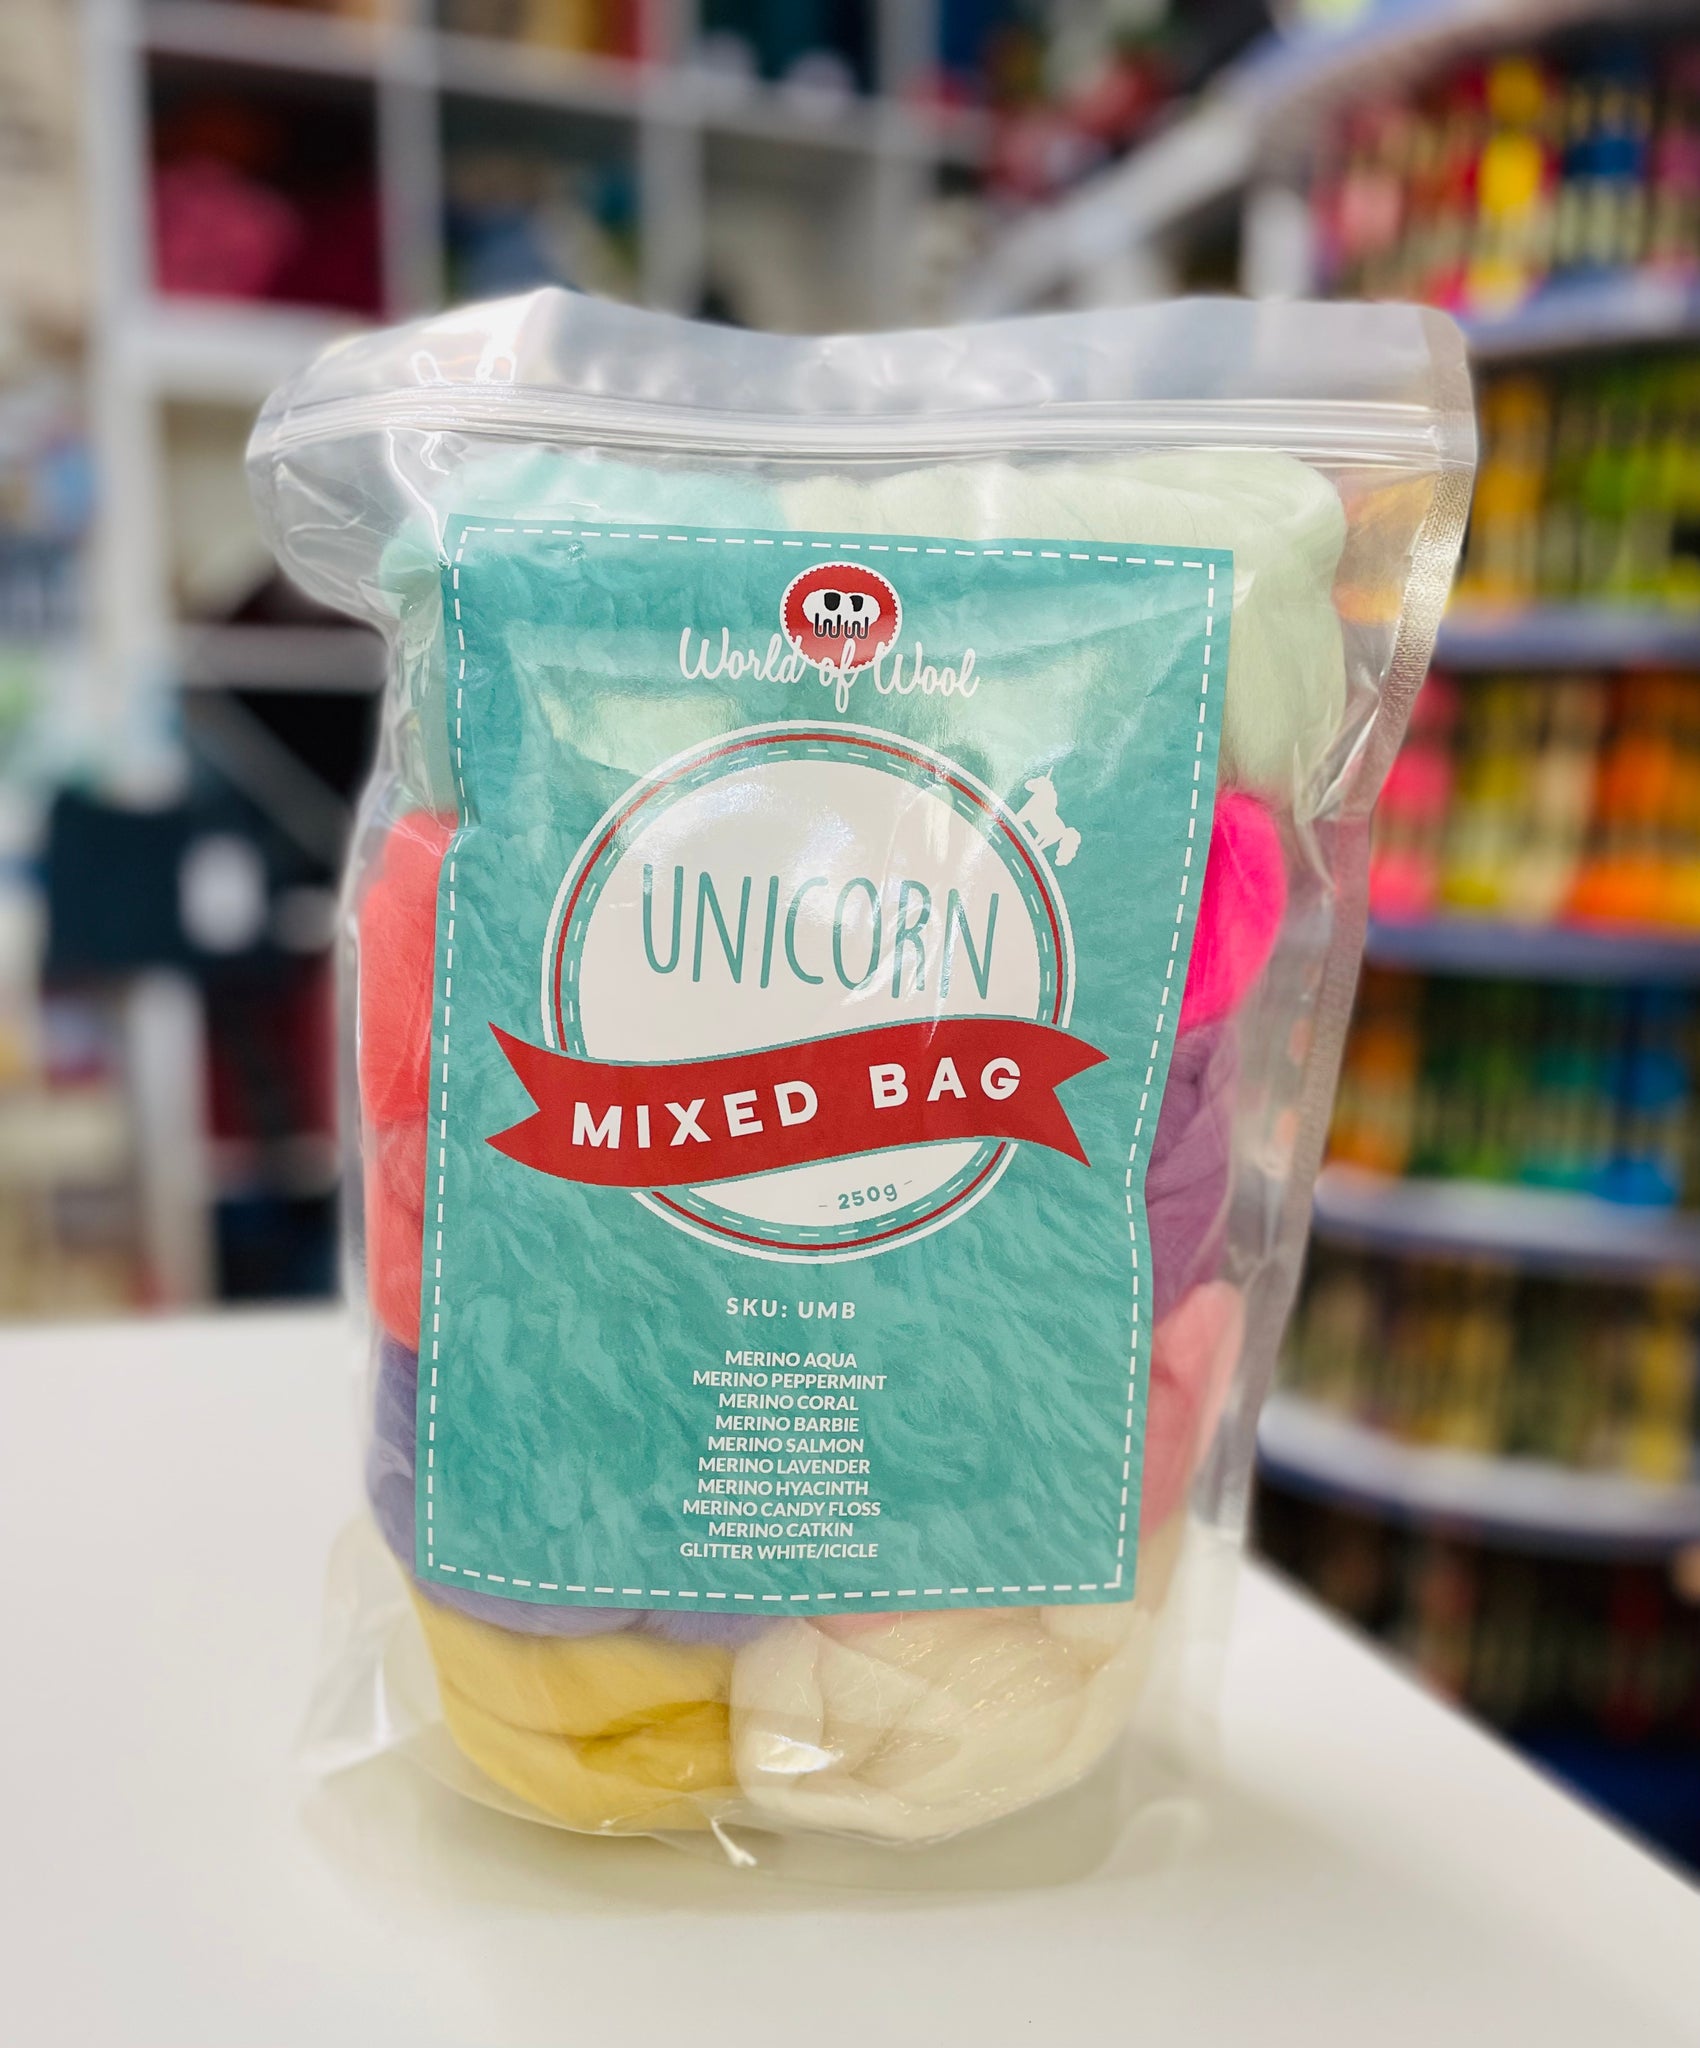 WW
World of Wool
UNICORN
MIXED BAG
- 250g -
SKU: UMB
MERINO AQUA
MERINO PEPPERMINT
MERINO CORAL
MERINO BARBIE
MERINO SALMON
MERINO LAVENDER
MERINO HYACINTH
MERINO CANDY FLOSS
MERINO CATKIN
GLITTER WHITE/ICICLE